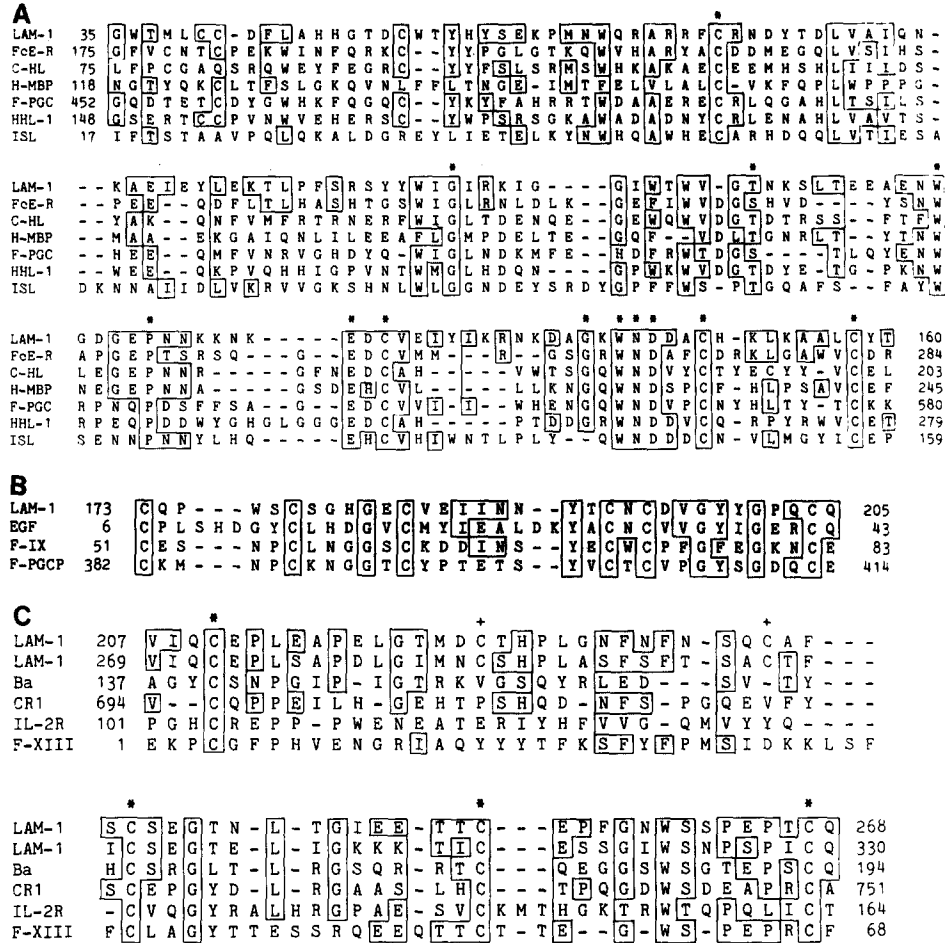 A
*
LAM-1 35 G W T M L C C - D F L A H H G T D C W T Y H Y S E K P M N W Q R A R R F C R N D Y T D L V A I Q N -
FcE-R 175 G F V C N T C P E K W I N F Q R K C - - Y Y F G L G T K Q W V H A R Y A C D D M E G Q L V S I H S -
C-HL 75 L F P C G A Q S R Q W E Y F E G R C - - Y Y F S L S R M S W H K A K A E C E E M H S H L I I I D S -
H-MBP 118 N G T Y Q K C L T F S L G K Q V N L F F L T N G E - I M T F E L V L A L C - V K F Q L W P P P G -
F-PGC 452 G Q D T E T C D Y G W H K F Q G Q C - - Y K Y F A H R R T W D A A E R E C R L Q G A H L T S I L S -
HHL-1 148 G S E R T C C P V N W V E H E R S C - - Y W P S R S G K A W A D A D N Y C R L E N A H L V A V T S -
ISL 17 I F T S T A A V P Q L Q K A L D G R E Y L I E T E L K Y N W H Q A W H E C A R H D Q Q L V T I E S A
* * *
LAM-1 - - K A E I E Y L E K T L P F S R S Y Y W I G I R K I G - - - - G I W T W V - G T N K S L T E E A E N W
FcE-R - - P E E - - Q D F L T L H A S H T G S W I G L R N L D L K - - G E F I W V D G S H V D - - - - Y S N W
C-HL - - Y A K - - Q N F V M F R T R N E R F W I G L T D E N Q E - - G E W Q W V D G T D T R S S - - F T F W
H-MBP - - M A A - - E K G A I Q N L I L E E A F L G M P D E L T E - - G Q F - - V D L T G N R L T - - Y T N W
F-PGC - - H E E - - Q M F V N R V G H D Y Q - W I G L N D K M F E - - H D F R W T D G S - - - - T L Q Y E N W
HHL-1 - - W E E - - Q K P V Q H H I G P V N T W M G L H D Q N - - - - G P W K W V D G T D Y E - T G - P K N W
ISL D K N N A I I D L V K R V V G K S H N L W L G G N D E Y S R D Y G P F F W S - P T G Q A F S - - F A Y W
* * * * * * * *
LAM-1 G D G E P N N K K N K - - - - - E D C V E I Y I K R N K D A G K W N D D A C H - K L K A A L C Y T 160
FcE-R A P G E P T S R S Q - - - - G E D C V M M - - - R - - G S G R W N D A F C D R K L G A W V C D R 284
C-HL L E G E P N N R - - - - G F N E D C A H - - - - - V W T S G Q W N D V Y C T Y E C Y Y - V C E L 203
H-MBP N E G E P N N A - - - - G S D E R C V L - - - - - L L K N G Q W N D S P C F - H L P S A V C E F 245
F-PGC R P N Q P D S F F S A - - G - E D C V V I - I - - - W H E N G Q W N D V P C N Y H L T Y - T C K K 580
HHL-1 R P E Q P D D W Y G H G L G G G E D C A H - - - - P T D D G R W N D D V C Q - R P Y R W V C E T 279
ISL S E N N P N N Y L H Q - - - - E H C V H I W N T L P L Y - - Q W N D D D C N - V L M G Y I C E P 159
B
LAM-1 173 C Q P - - - W S C S G H G E C V E I I N N - - Y T C N C D V G Y Y G P Q C Q 205
EGF 6 C P L S H D G Y C L H D G V C M Y I E A L D K Y A C N C V V G Y I G E R C Q 43
F-IX 51 C E S - - - N P C L N G G S C K D D I N S - - Y E C W C P F G F E G K N C E 83
F-PGCP 382 C K M - - - N P C K N G G T C Y P T E T S - - Y V C T C V P G Y S G D Q C E 414
C
* + +
LAM-1 207 V I Q C E P L E A P E L G T M D C T H P L G N F N F N - S Q C A F - - -
LAM-1 269 V I Q C E P L S A P D L G I M N C S H P L A S F S F T - S A C T F - - -
Ba 137 A G Y C S N P G I P - I G T R K V G S Q Y R L E D - - - S V - T Y - - -
CR1 694 V - - C Q P P E I L H - G E H T P S H Q D - N F S - P G Q E V F Y - - -
IL-2R 101 P G H C R E P P - P W E N E A T E R I Y H F V V G - Q M V Y Y Q - - - -
F-XIII 1 E K P C G F P H V E N G R I A Q Y Y Y T F K S F Y F P M S I D K K L S F
* * *
LAM-1 S C S E G T N - L - T G I E E - T T C - - - E P F G N W S S P E P T C Q 268
LAM-1 I C S E G T E - L - I G K K K - T I C - - - E S S G I W S N P S P I C Q 330
Ba H C S R G L T - L - R G S Q R - R T C - - - Q E G G S W S G T E P S C Q 194
CR1 S C E P G Y D - L - R G A A S - L H C - - - T P Q G D W S D E A P R C A 751
IL-2R - C V Q G Y R A L H R G P A E - S V C K M T H G K T R W T Q P Q L I C T 164
F-XIII F C L A G Y T T E S S R Q E E Q T T C - T T E - - G - W S - P E P R C F 68